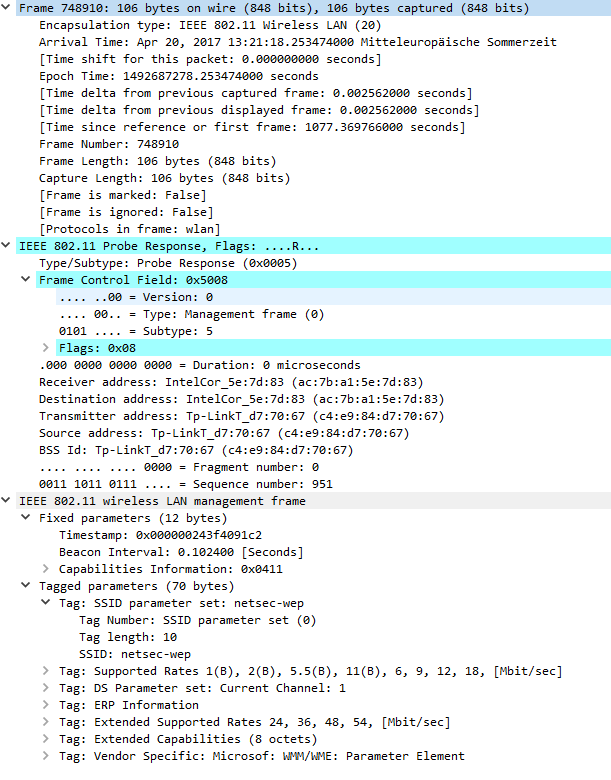 Frame 748910: 106 bytes on wire (848 bits), 106 bytes captured (848 bits)
Encapsulation type: IEEE 802.11 Wireless LAN (20)
Arrival Time: Apr 20, 2017 13:21:18.253474000 Mitteleuropäische Sommerzeit
[Time shift for this packet: 0.000000000 seconds]
Epoch Time: 1492687278.253474000 seconds
[Time delta from previous captured frame: 0.002562000 seconds]
[Time delta from previous displayed frame: 0.002562000 seconds]
[Time since reference or first frame: 1077.369766000 seconds]
Frame Number: 748910
Frame Length: 106 bytes (848 bits)
Capture Length: 106 bytes (848 bits)
[Frame is marked: False]
[Frame is ignored: False]
[Protocols in frame: wlan]
IEEE 802.11 Probe Response, Flags: ....R...
Type/Subtype: Probe Response (0x0005)
Frame Control Field: 0x5008
.... ..00 = Version: 0
.... 00.. = Type: Management frame (0)
0101 .... = Subtype: 5
Flags: 0x08
.000 0000 0000 0000 = Duration: 0 microseconds
Receiver address: IntelCor_5e:7d:83 (ac:7b:a1:5e:7d:83)
Destination address: IntelCor_5e:7d:83 (ac:7b:a1:5e:7d:83)
Transmitter address: Tp-LinkT_d7:70:67 (c4:e9:84:d7:70:67)
Source address: Tp-LinkT_d7:70:67 (c4:e9:84:d7:70:67)
BSS Id: Tp-LinkT_d7:70:67 (c4:e9:84:d7:70:67)
.... .... .... 0000 = Fragment number: 0
0011 1011 0111 .... = Sequence number: 951
IEEE 802.11 wireless LAN management frame
Fixed parameters (12 bytes)
Timestamp: 0x000000243f4091c2
Beacon Interval: 0.102400 [Seconds]
Capabilities Information: 0x0411
Tagged parameters (70 bytes)
Tag: SSID parameter set: netsec-wep
Tag Number: SSID parameter set (0)
Tag length: 10
SSID: netsec-wep
Tag: Supported Rates 1(B), 2(B), 5.5(B), 11(B), 6, 9, 12, 18, [Mbit/sec]
Tag: DS Parameter set: Current Channel: 1
Tag: ERP Information
Tag: Extended Supported Rates 24, 36, 48, 54, [Mbit/sec]
Tag: Extended Capabilities (8 octets)
Tag: Vendor Specific: Microsof: WMM/WME: Parameter Element